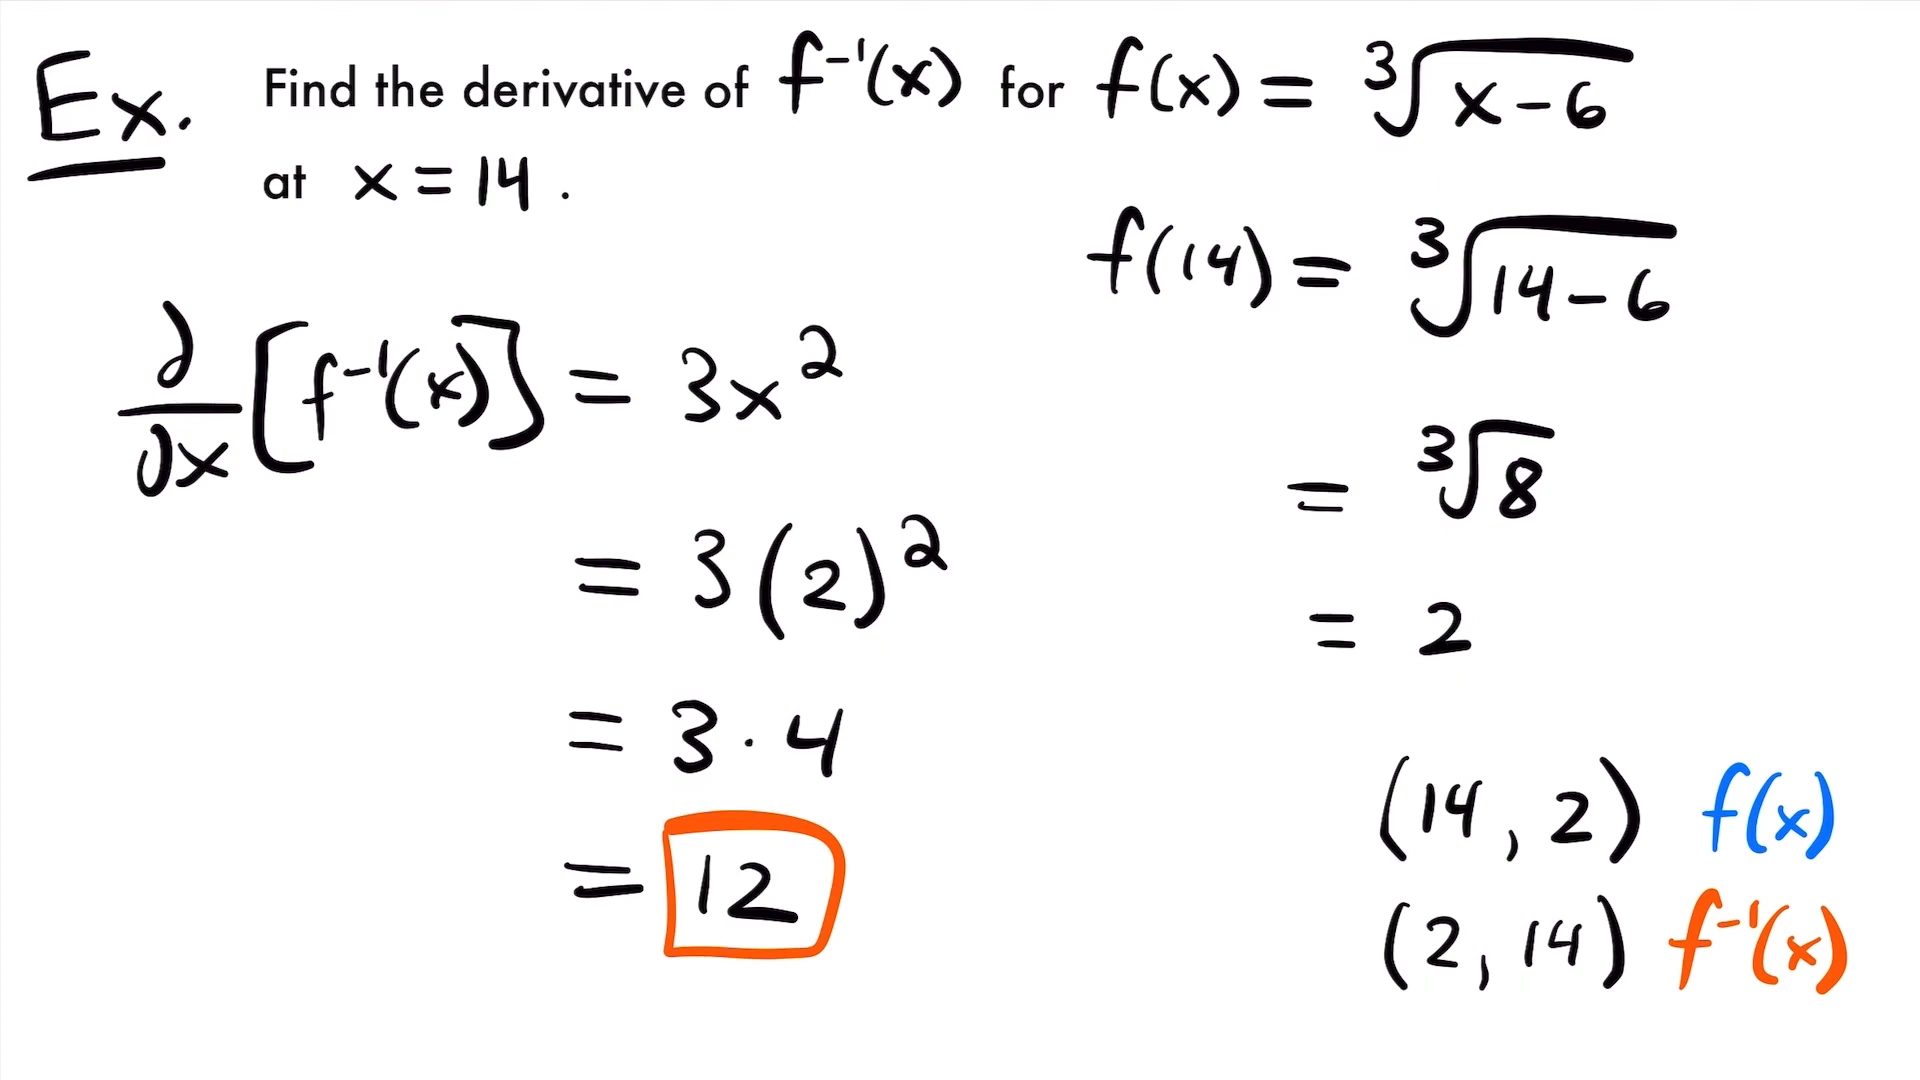 Ex. Find the derivative of f⁻¹(x) for f(x) = ∛(x-6)
at x = 14 .
f(14) = ∛(14-6)
= ∛8
= 2
∂/∂x [f⁻¹(x)] = 3x²
= 3(2)²
= 3 · 4
= 12
(14, 2) f(x)
(2, 14) f⁻¹(x)